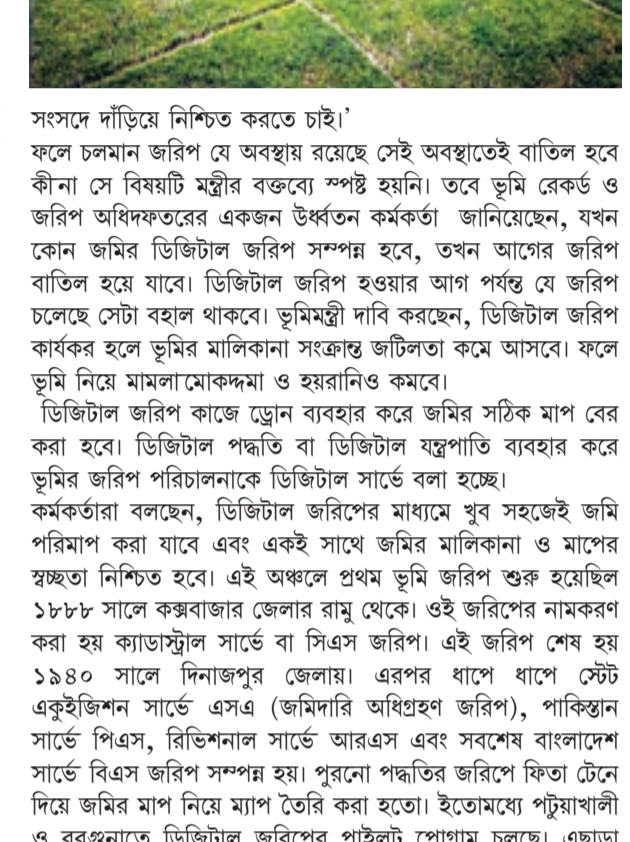 সংসদে দাঁড়িয়ে নিশ্চিত করতে চাই।’
ফলে চলমান জরিপ যে অবস্থায় রয়েছে সেই অবস্থাতেই বাতিল হবে
কীনা সে বিষয়টি মন্ত্রীর বক্তব্যে স্পষ্ট হয়নি। তবে ভূমি রেকর্ড ও
জরিপ অধিদফতরের একজন উর্ধ্বতন কর্মকর্তা জানিয়েছেন, যখন
কোন জমির ডিজিটাল জরিপ সম্পন্ন হবে, তখন আগের জরিপ
বাতিল হয়ে যাবে। ডিজিটাল জরিপ হওয়ার আগ পর্যন্ত যে জরিপ
চলেছে সেটা বহাল থাকবে। ভূমিমন্ত্রী দাবি করছেন, ডিজিটাল জরিপ
কার্যকর হলে ভূমির মালিকানা সংক্রান্ত জটিলতা কমে আসবে। ফলে
ভূমি নিয়ে মামলা মোকদ্দমা ও হয়রানিও কমবে।
ডিজিটাল জরিপ কাজে ড্রোন ব্যবহার করে জমির সঠিক মাপ বের
করা হবে। ডিজিটাল পদ্ধতি বা ডিজিটাল যন্ত্রপাতি ব্যবহার করে
ভূমির জরিপ পরিচালনাকে ডিজিটাল সার্ভে বলা হচ্ছে।
কর্মকর্তারা বলছেন, ডিজিটাল জরিপের মাধ্যমে খুব সহজেই জমি
পরিমাপ করা যাবে এবং একই সাথে জমির মালিকানা ও মাপের
স্বচ্ছতা নিশ্চিত হবে। এই অঞ্চলে প্রথম ভূমি জরিপ শুরু হয়েছিল
১৮৮৮ সালে কক্সবাজার জেলার রামু থেকে। ওই জরিপের নামকরণ
করা হয় ক্যাডাস্ট্রাল সার্ভে বা সিএস জরিপ। এই জরিপ শেষ হয়
১৯৪০ সালে দিনাজপুর জেলায়। এরপর ধাপে ধাপে স্টেট
একুইজিশন সার্ভে এসএ (জমিদারি অধিগ্রহণ জরিপ), পাকিস্তান
সার্ভে পিএস, রিভিশনাল সার্ভে আরএস এবং সবশেষ বাংলাদেশ
সার্ভে বিএস জরিপ সম্পন্ন হয়। পুরনো পদ্ধতির জরিপে ফিতা টেনে
দিয়ে জমির মাপ নিয়ে ম্যাপ তৈরি করা হতো। ইতোমধ্যে পটুয়াখালী
ও বরগুনাতে ডিজিটাল জরিপের পাইলট প্রোগ্রাম চলছে। এছাড়া